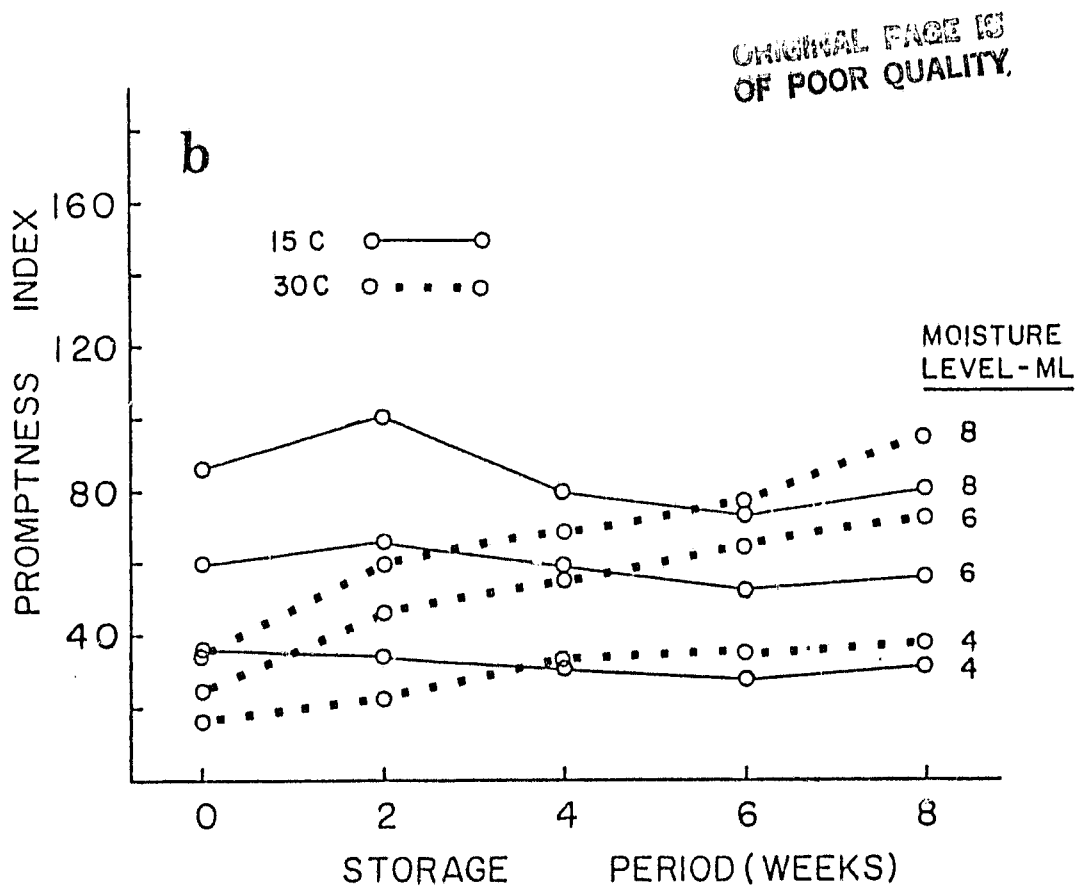 ORIGINAL PAGE IS
OF POOR QUALITY
b
PROMPTNESS INDEX
160
120
80
40
15 C
30C
MOISTURE
LEVEL-ML
8
8
6
6
4
4
0 2 4 6 8
STORAGE PERIOD (WEEKS)